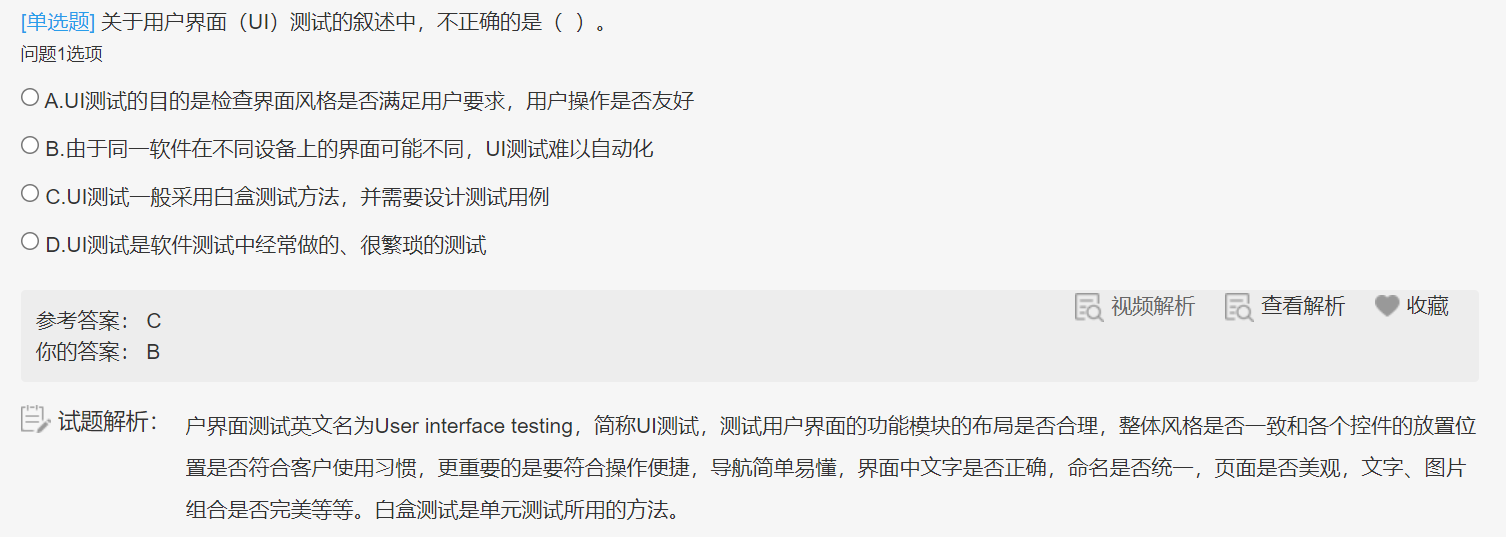 [单选题] 关于用户界面（UI）测试的叙述中，不正确的是（ ）。
问题1选项
A.UI测试的目的是检查界面风格是否满足用户要求，用户操作是否友好
B.由于同一软件在不同设备上的界面可能不同，UI测试难以自动化
C.UI测试一般采用白盒测试方法，并需要设计测试用例
D.UI测试是软件测试中经常做的、很繁琐的测试
视频解析 查看解析 收藏
参考答案： C
你的答案： B
试题解析： 户界面测试英文名为User interface testing，简称UI测试，测试用户界面的功能模块的布局是否合理，整体风格是否一致和各个控件的放置位
置是否符合客户使用习惯，更重要的是要符合操作便捷，导航简单易懂，界面中文字是否正确，命名是否统一，页面是否美观，文字、图片
组合是否完美等等。白盒测试是单元测试所用的方法。